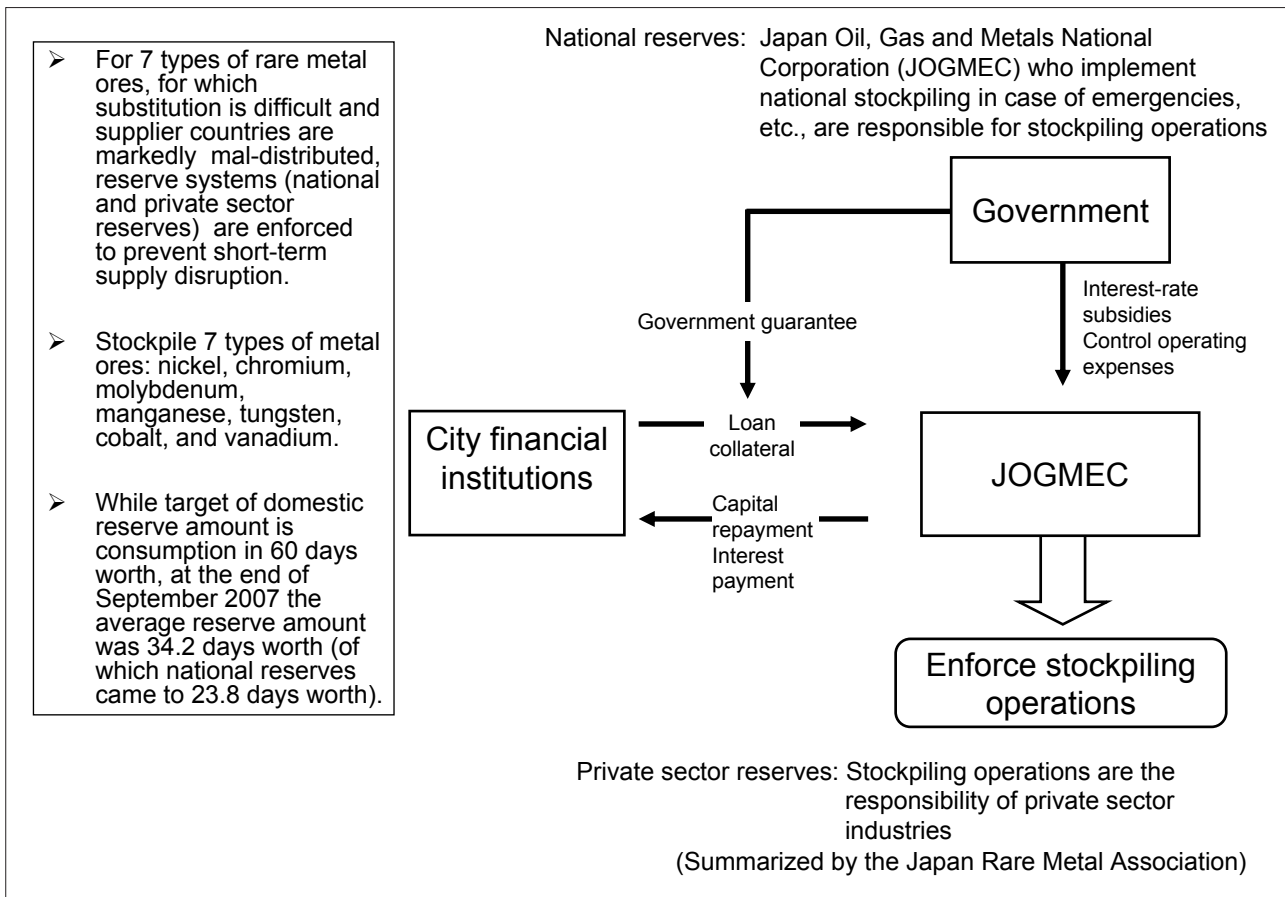 ➢ For 7 types of rare metal
ores, for which
substitution is difficult and
supplier countries are
markedly mal-distributed,
reserve systems (national
and private sector
reserves) are enforced
to prevent short-term
supply disruption.
➢ Stockpile 7 types of metal
ores: nickel, chromium,
molybdenum,
manganese, tungsten,
cobalt, and vanadium.
➢ While target of domestic
reserve amount is
consumption in 60 days
worth, at the end of
September 2007 the
average reserve amount
was 34.2 days worth (of
which national reserves
came to 23.8 days worth).
National reserves: Japan Oil, Gas and Metals National
Corporation (JOGMEC) who implement
national stockpiling in case of emergencies,
etc., are responsible for stockpiling operations
Government
Government guarantee
Interest-rate
subsidies
Control operating
expenses
City financial
institutions
Loan
collateral
Capital
repayment
Interest
payment
JOGMEC
Enforce stockpiling
operations
Private sector reserves: Stockpiling operations are the
responsibility of private sector
industries
(Summarized by the Japan Rare Metal Association)